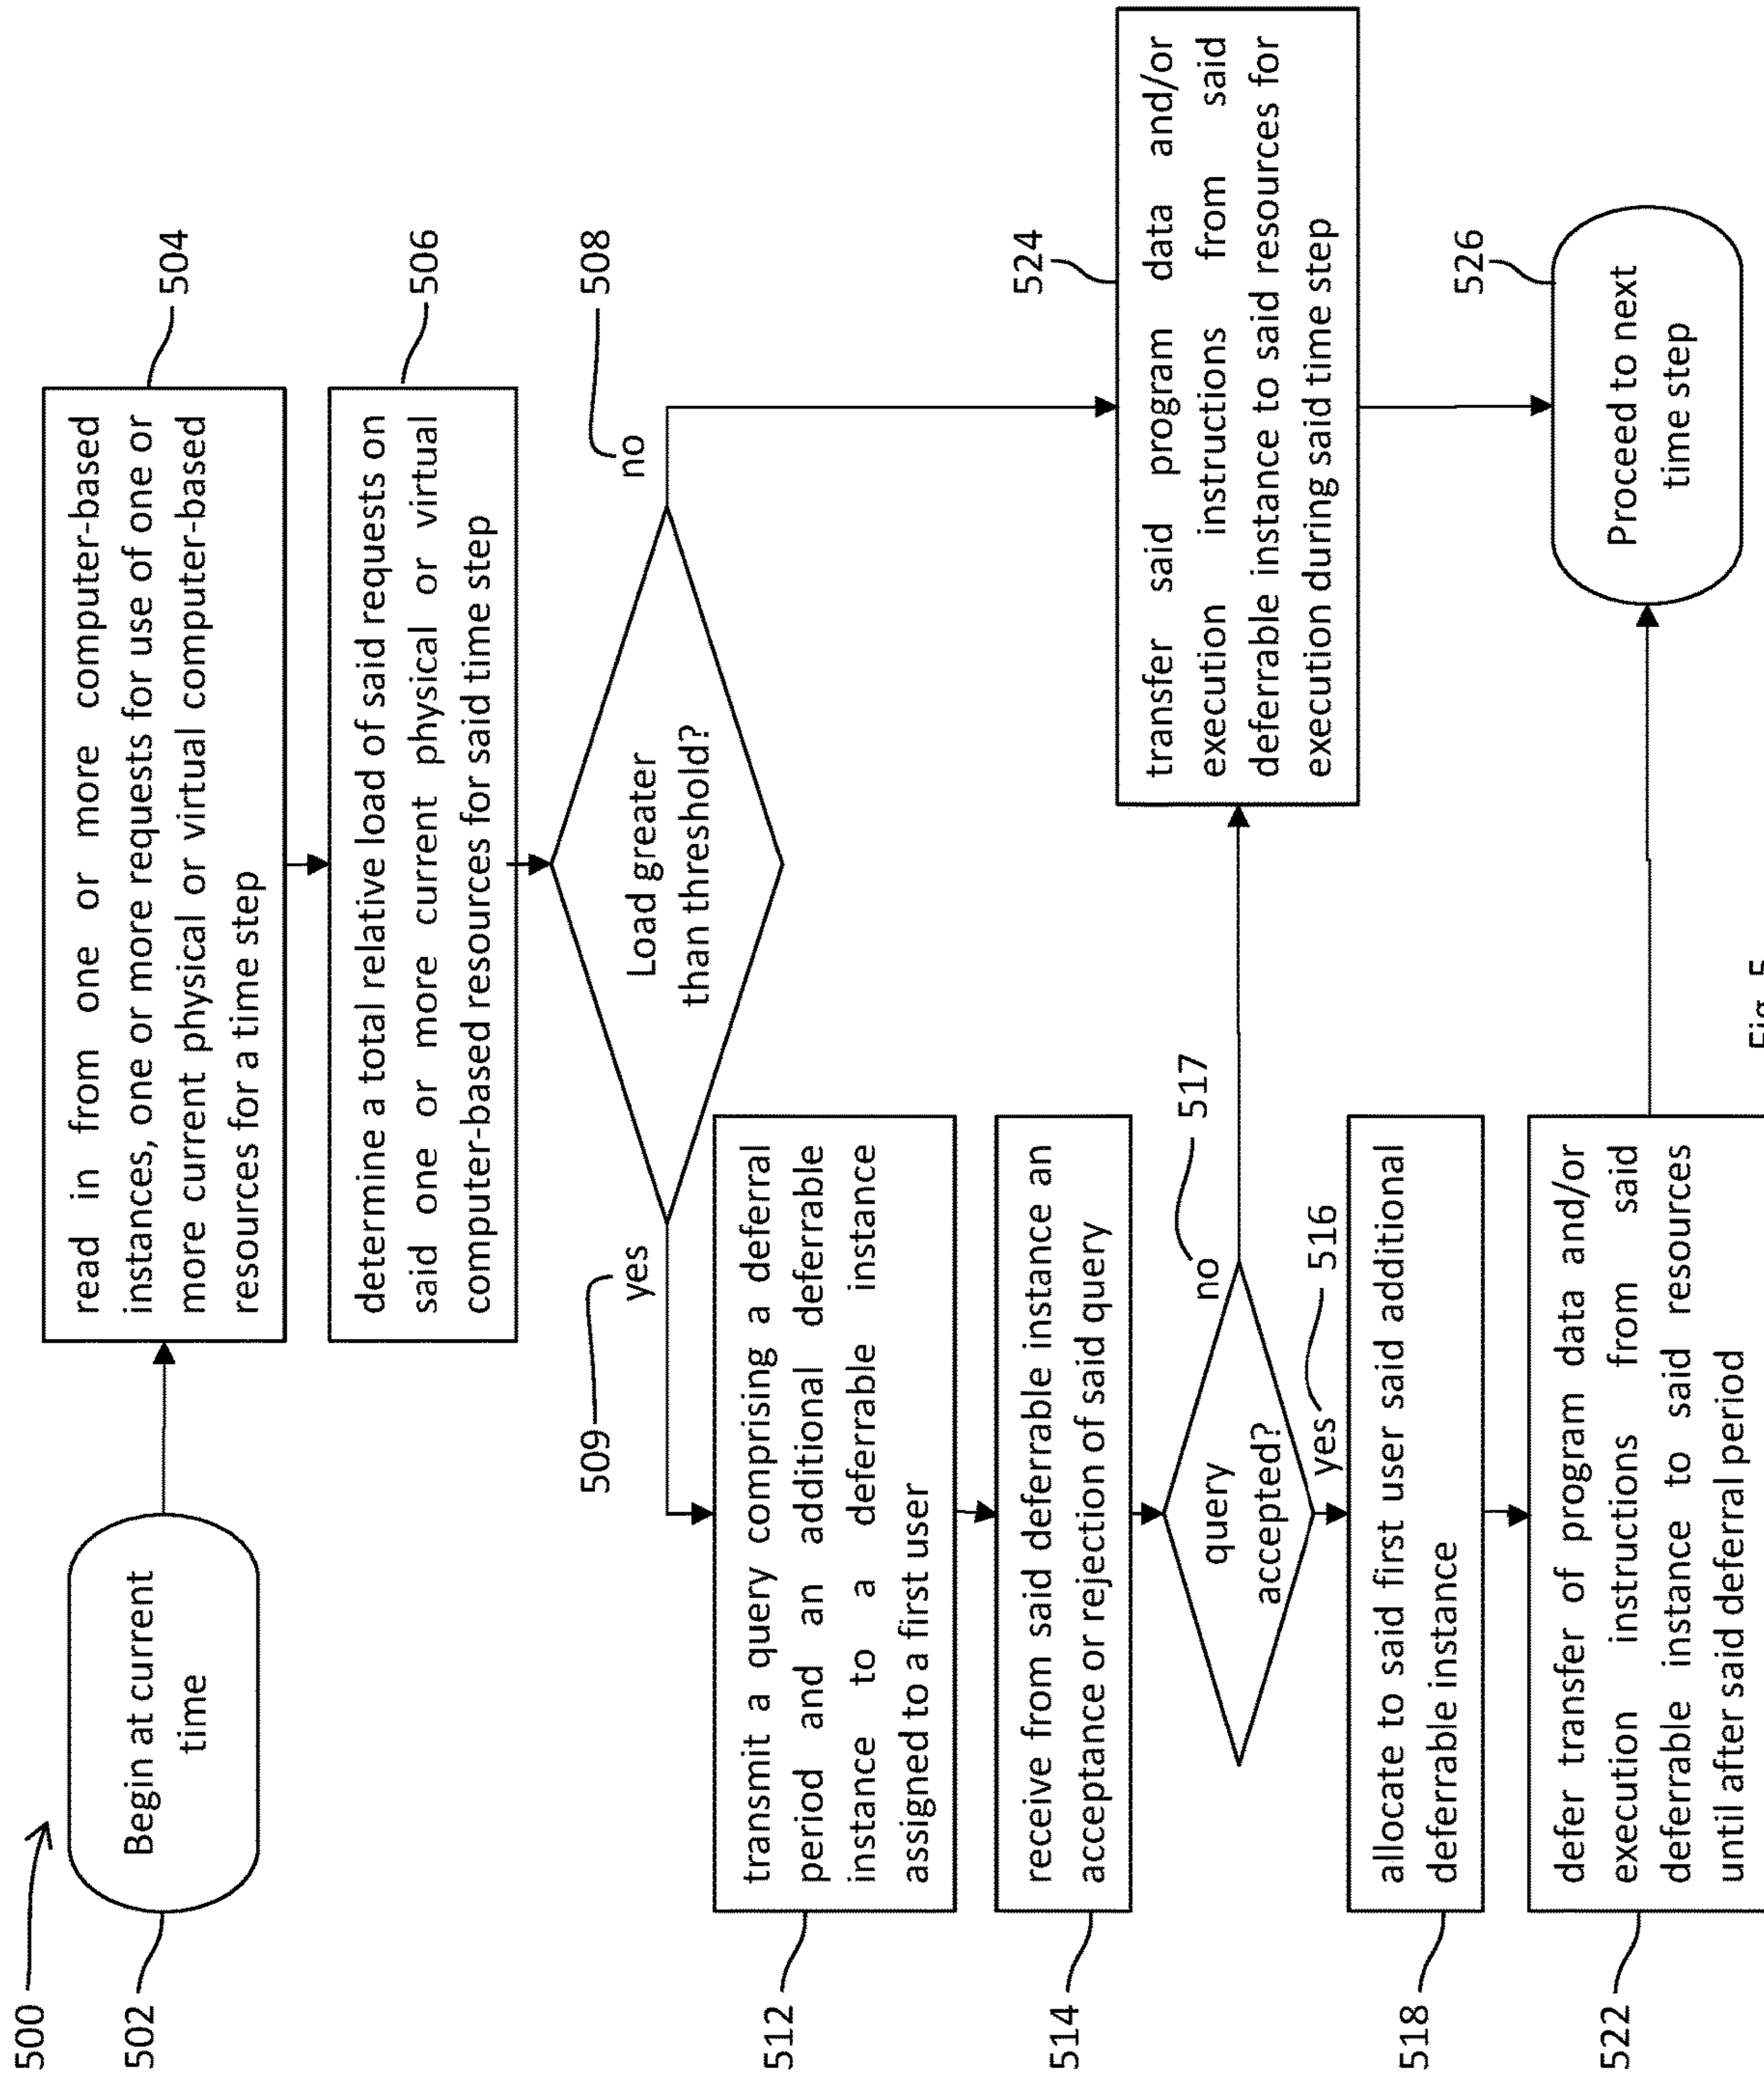 500
502
Begin at current
time
504
read in from one or more computer-based
instances, one or more requests for use of one or
more current physical or virtual computer-based
resources for a time step
506
determine a total relative load of said requests on
said one or more current physical or virtual
computer-based resources for said time step
Load greater
than threshold?
508
no
509
yes
512
transmit a query comprising a deferral
period and an additional deferrable
instance to a deferrable instance
assigned to a first user
514
receive from said deferrable instance an
acceptance or rejection of said query
query
accepted?
517
no
516
yes
518
allocate to said first user said additional
deferrable instance
522
defer transfer of program data and/or
execution instructions from said
deferrable instance to said resources
until after said deferral period
524
transfer said program data and/or
execution instructions from said
deferrable instance to said resources for
execution during said time step
526
Proceed to next
time step
Fig. 5